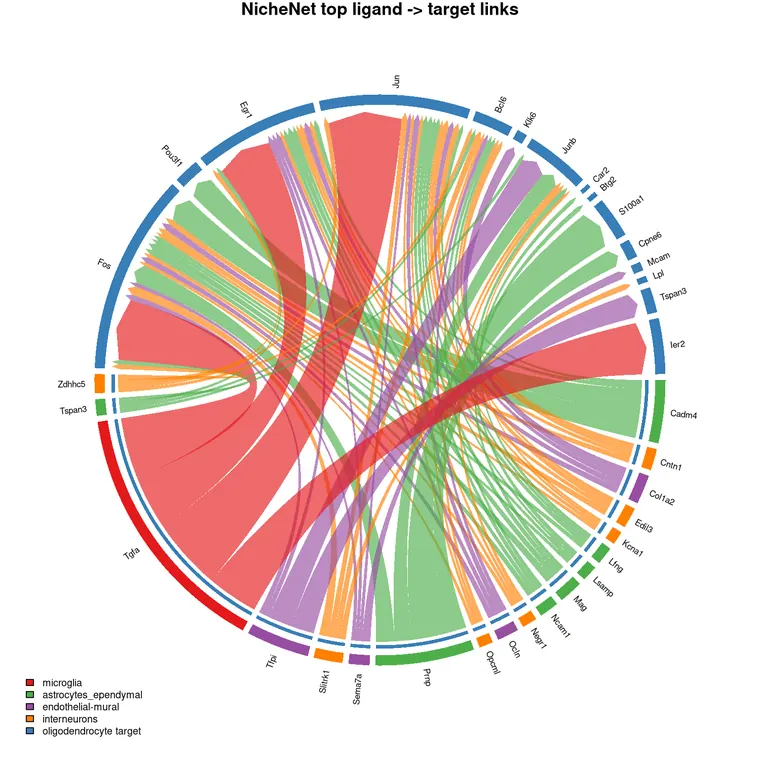 NicheNet top ligand -> target links
Jun
Bcl6
Klk6
Junb
Car2
Btg2
S100a1
Cpne6
Mcam
Lpl
Tspan3
Ier2
Cadm4
Cntn1
Col1a2
Edil3
Kcna1
Lfng
Lsamp
Mag
Ncam1
Negr1
Ocln
Opcml
Prnp
Sema7a
Slitrk1
Tfpi
Tgfa
Tspan3
Zdhhc5
Fos
Pou3f1
Egr1
microglia
astrocytes_ependymal
endothelial-mural
interneurons
oligodendrocyte target